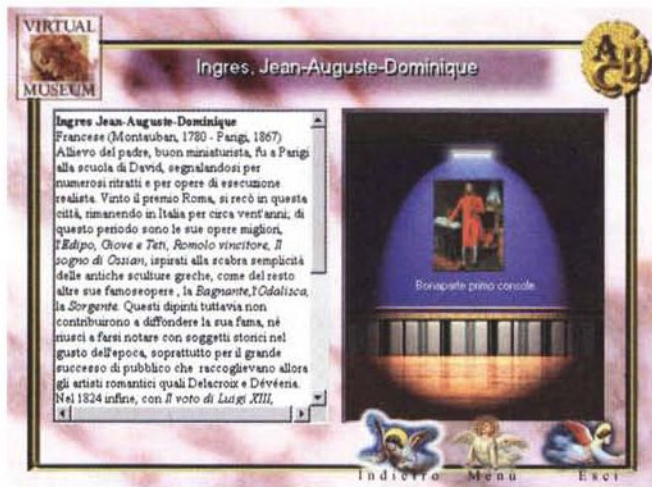 VIRTUAL
MUSEUM
Ingres, Jean-Auguste-Dominique
ABC
Ingres Jean-Auguste-Dominique
Francese (Montauban, 1780 - Parigi, 1867)
Allievo del padre, buon miniaturista, fu a Parigi
alla scuola di David, segnalandosi per
numerosi ritratti e per opere di esecuzione
realista. Vinto il premio Roma, si recò in questa
città, rimanendo in Italia per circa vent'anni; di
questo periodo sono le sue opere migliori,
l'Edipo, Giove e Teti, Romolo vincitore, Il
sogno di Ossian, ispirati alla scabra semplicità
delle antiche sculture greche, come del resto
altre sue famoseopere , la Bagnante,l'Odalisca,
la Sorgente. Questi dipinti tuttavia non
contribuirono a diffondere la sua fama, né
riuscì a farsi notare con soggetti storici nel
gusto dell'epoca, soprattutto per il grande
successo di pubblico che raccoglievano allora
gli artisti romantici quali Delacroix e Dévéria.
Nel 1824 infine, con Il voto di Luigi XIII,
Bonaparte primo console
Indietro Menù Esci